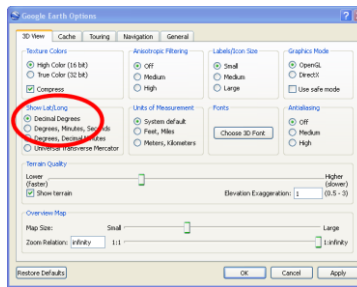 Google Earth Options
3D View Cache Touring Navigation General
Texture Colors
High Color (16 bit)
True Color (32 bit)
Compress
Anisotropic Filtering
Off
Medium
High
Labels/Icon Size
Small
Medium
Large
Graphics Mode
OpenGL
DirectX
Use safe mode
Show Lat/Long
Decimal Degrees
Degrees, Minutes, Seconds
Degrees, Decimal Minutes
Universal Transverse Mercator
Units of Measurement
System default
Feet, Miles
Meters, Kilometers
Fonts
Choose 3D Font
Antialiasing
Off
Medium
High
Terrain Quality
Lower Higher
(faster) (slower)
Show terrain Elevation Exaggeration: 1 (0.5 - 3)
Overview Map
Map Size: Small Large
Zoom Relation: infinity 1:1 1:infinity
Restore Defaults OK Cancel Apply